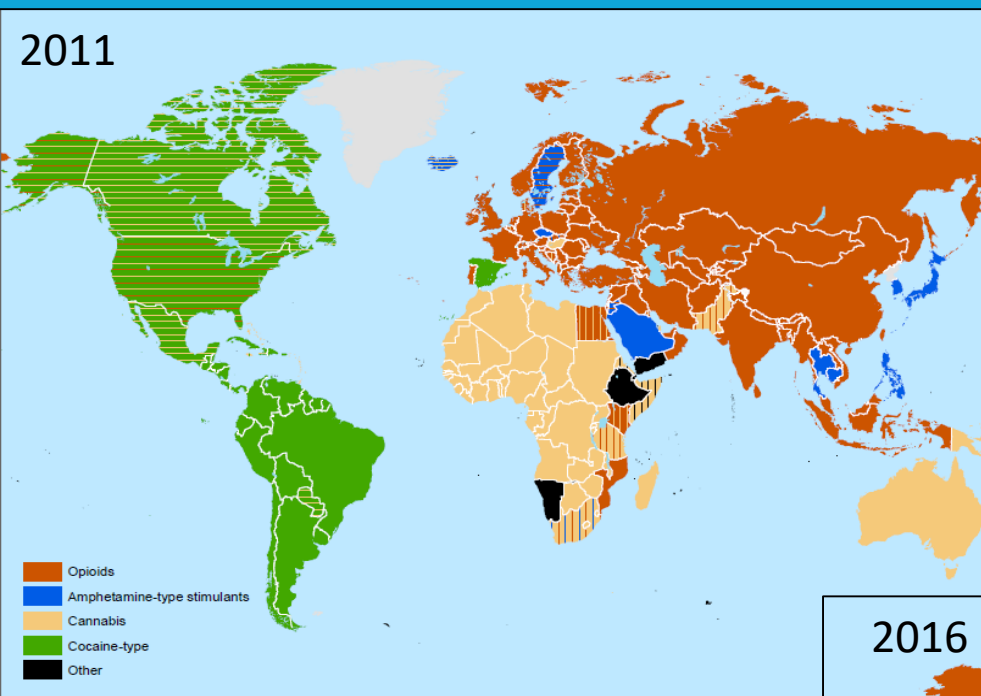 2011
Opioids
Amphetamine-type stimulants
Cannabis
Cocaine-type
Other
2016